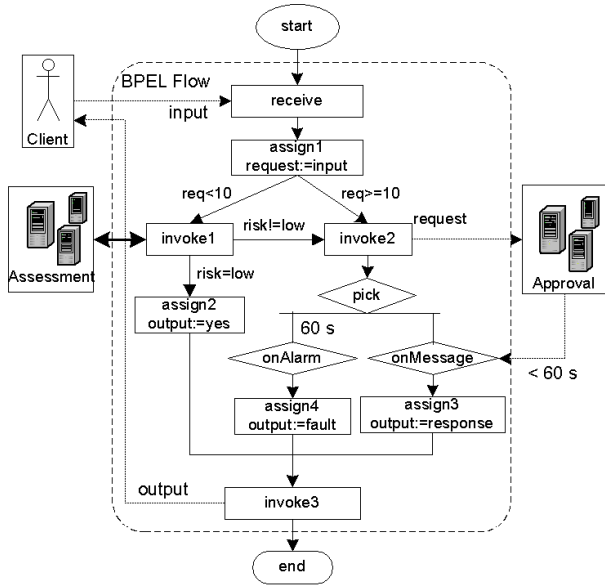 start
BPEL Flow
input
receive
Client
assign1
request:=input
req<10
req>=10
Assessment
invoke1
risk!=low
invoke2
request
Approval
risk=low
pick
assign2
output:=yes
60 s
onAlarm
onMessage
< 60 s
assign4
output:=fault
assign3
output:=response
output
invoke3
end